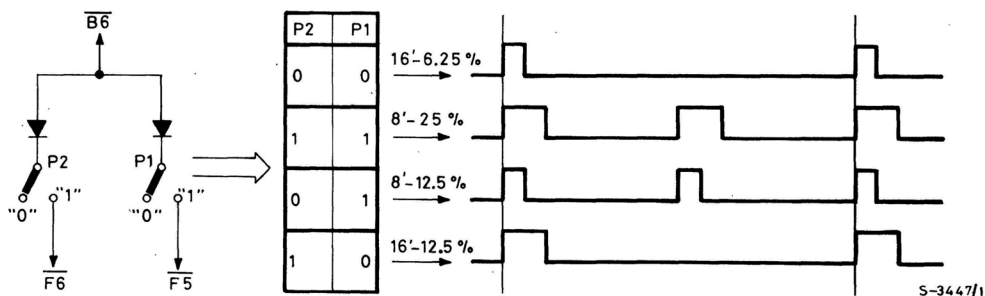 B6
P2 P1
"0" "1" "0" "1"
F6 F5
P2 P1
0 0 16'-6.25 %
1 1 8'-25 %
0 1 8'-12.5 %
1 0 16'-12.5 %
S-3447/1